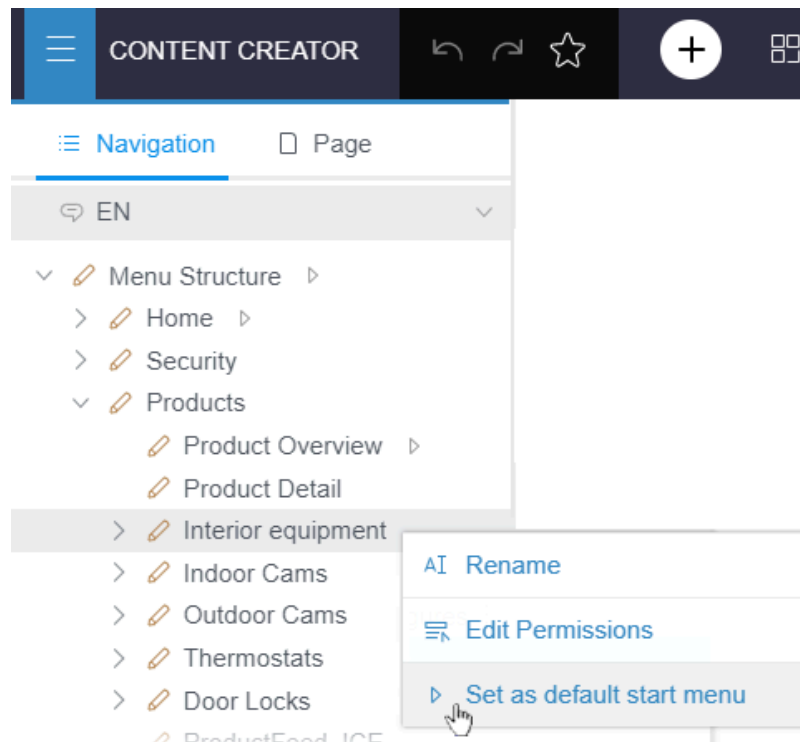 CONTENT CREATOR
Navigation
Page
EN
Menu Structure
Home
Security
Products
Product Overview
Product Detail
Interior equipment
Indoor Cams
Outdoor Cams
Thermostats
Door Locks
Rename
Edit Permissions
Set as default start menu